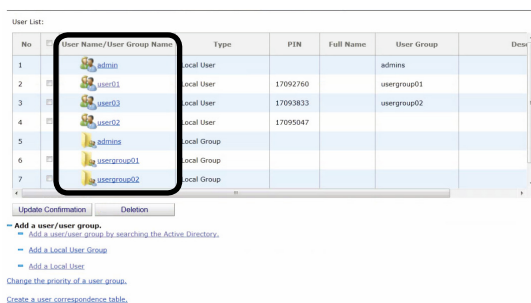 User List:
No User Name/User Group Name Type PIN Full Name User Group Desc
1 admin Local User admins
2 user01 Local User 17092760 usergroup01
3 user03 Local User 17093833 usergroup02
4 user02 Local User 17095047
5 admins Local Group
6 usergroup01 Local Group
7 usergroup02 Local Group
Update Confirmation Deletion
Add a user/user group.
Add a user/user group by searching the Active Directory.
Add a Local User Group
Add a Local User
Change the priority of a user group.
Create a user correspondence table.